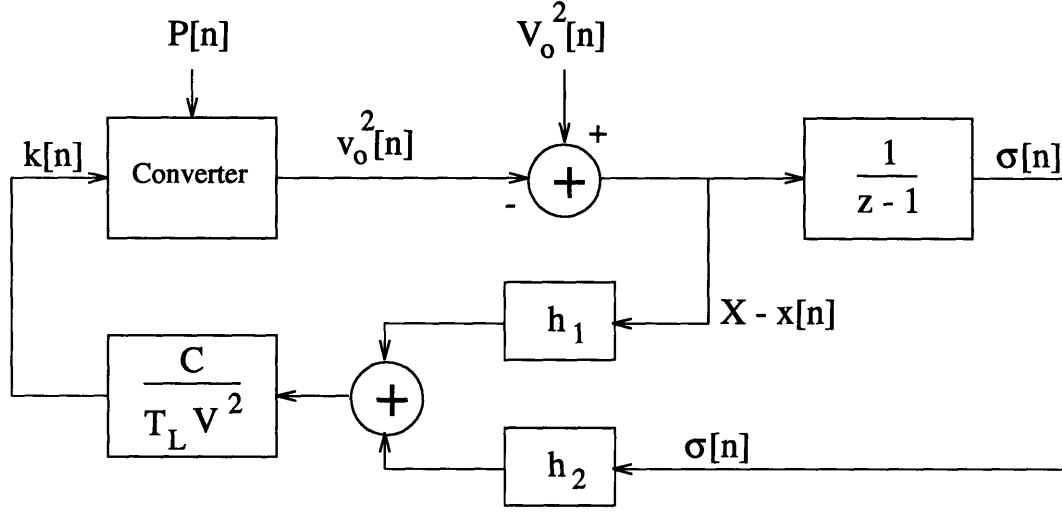 P[n]
V_o^2[n]
k[n]
Converter
v_o^2[n]
+
+
-
1
z - 1
σ[n]
h_1
X - x[n]
C
T_L V^2
+
h_2
σ[n]